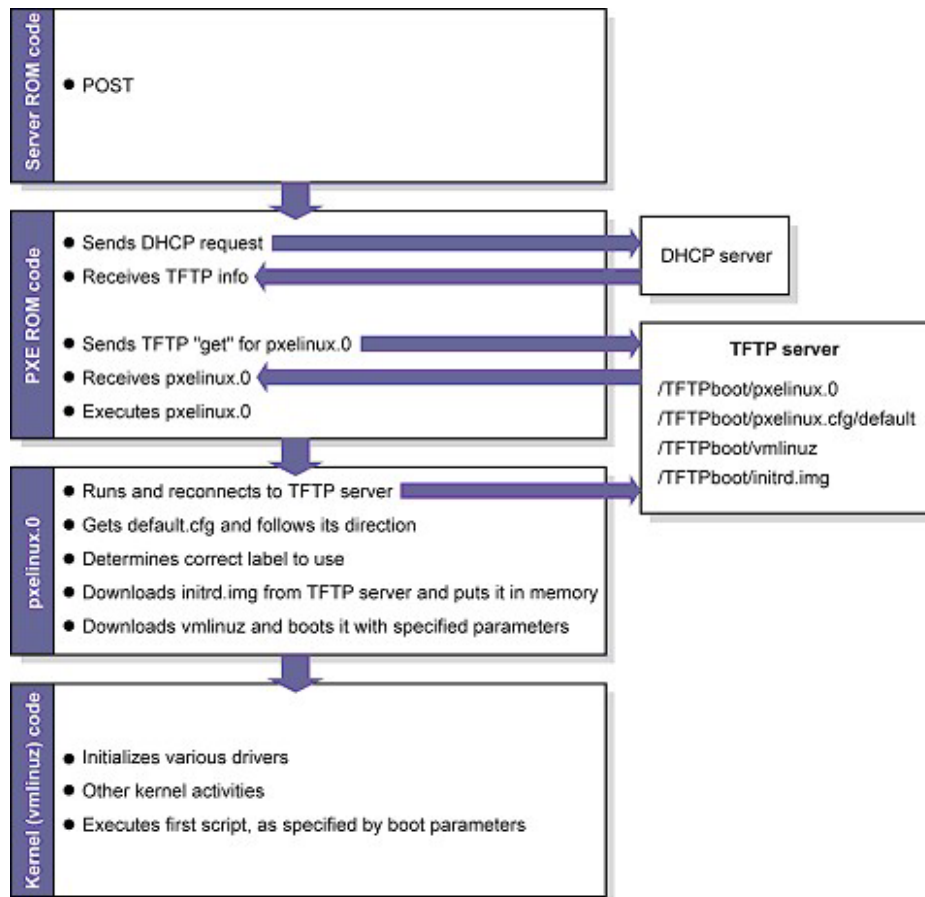 Server ROM code
● POST
PXE ROM code
● Sends DHCP request
● Receives TFTP info
● Sends TFTP "get" for pxelinux.0
● Receives pxelinux.0
● Executes pxelinux.0
DHCP server
TFTP server
/TFTPboot/pxelinux.0
/TFTPboot/pxelinux.cfg/default
/TFTPboot/vmlinuz
/TFTPboot/initrd.img
pxelinux.0
● Runs and reconnects to TFTP server
● Gets default.cfg and follows its direction
● Determines correct label to use
● Downloads initrd.img from TFTP server and puts it in memory
● Downloads vmlinuz and boots it with specified parameters
Kernel (vmlinuz) code
● Initializes various drivers
● Other kernel activities
● Executes first script, as specified by boot parameters